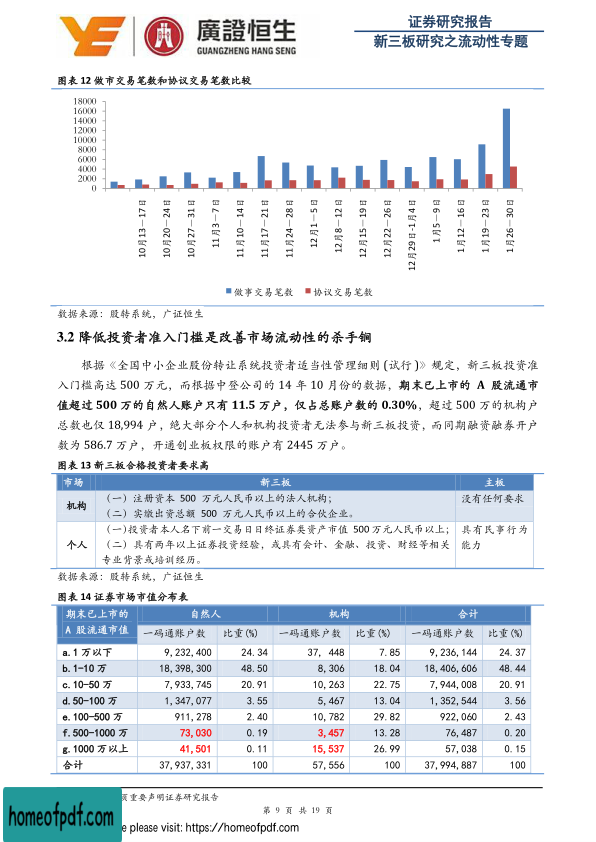 廣證恒生
GUANGZHENG HANG SENG
证券研究报告
新三板研究之流动性专题
图表 12 做市交易笔数和协议交易笔数比较
18000
16000
14000
12000
10000
8000
6000
4000
2000
0
10月13-17日
10月20-24日
10月27-31日
11月3-7日
11月10-14日
11月17-21日
11月24-28日
12月1-5日
12月8-12日
12月15-19日
12月22-26日
12月29日-1月4日
1月5-9日
1月12-16日
1月19-23日
1月26-30日
做事交易笔数 协议交易笔数
数据来源：股转系统，广证恒生
3.2 降低投资者准入门槛是改善市场流动性的杀手锏
根据《全国中小企业股份转让系统投资者适当性管理细则(试行)》规定，新三板投资准
入门槛高达 500 万元，而根据中登公司的 14 年 10 月份的数据，期末已上市的 A 股流通市
值超过 500 万的自然人账户只有 11.5 万户，仅占总账户数的 0.30%，超过 500 万的机构户
总数也仅 18,994 户，绝大部分个人和机构投资者无法参与新三板投资，而同期融资融券开户
数为 586.7 万户，开通创业板权限的账户有 2445 万户。
图表 13 新三板合格投资者要求高
市场 新三板 主板
机构 （一）注册资本 500 万元人民币以上的法人机构； 没有任何要求
（二）实缴出资总额 500 万元人民币以上的合伙企业。
个人 （一)投资者本人名下前一交易日日终证券类资产市值 500 万元人民币以上； 具有民事行为
（二）具有两年以上证券投资经验，或具有会计、金融、投资、财经等相关 能力
专业背景或培训经历。
数据来源：股转系统，广证恒生
图表 14 证券市场市值分布表
期末已上市的 自然人 机构 合计
A 股流通市值 一码通账户数 比重(%) 一码通账户数 比重(%) 一码通账户数 比重(%)
a.1 万以下 9,232,400 24.34 37, 448 7.85 9,236,144 24.37
b.1-10 万 18,398,300 48.50 8,306 18.04 18,406,606 48.44
c.10-50 万 7,933,745 20.91 10,263 22.75 7,944,008 20.91
d.50-100 万 1,347,077 3.55 5,467 13.04 1,352,544 3.56
e.100-500 万 911,278 2.40 10,782 29.82 922,060 2.43
f.500-1000 万 73,030 0.19 3,457 13.28 76,487 0.20
g.1000 万以上 41,501 0.11 15,537 26.99 57,038 0.15
合计 37,937,331 100 57,556 100 37,994,887 100
页重要声明证券研究报告
第 9 页 共 19 页
homeofpdf.com
e please visit: https://homeofpdf.com